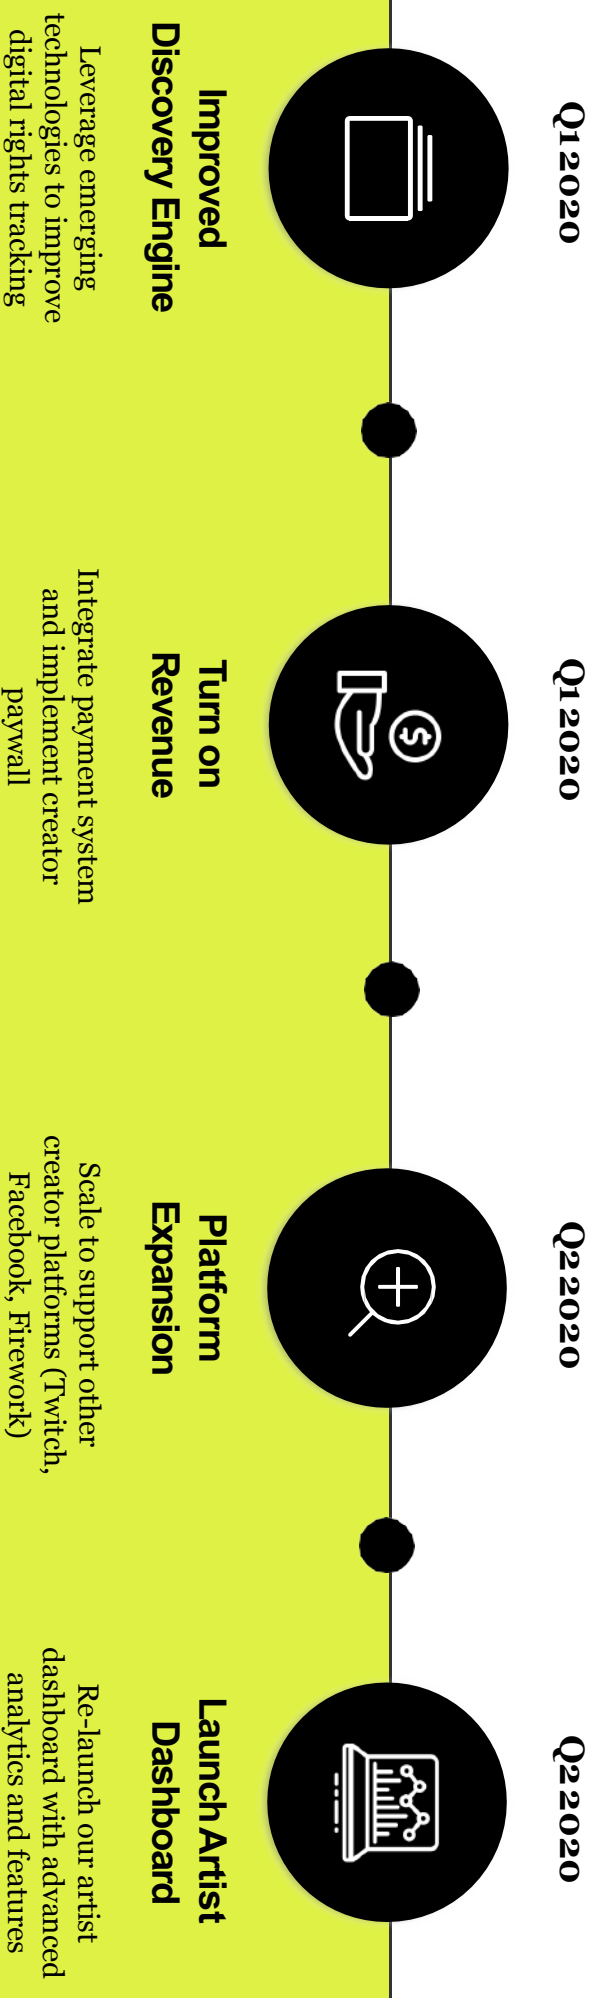 Q1 2020
Improved
Discovery Engine
Leverage emerging
technologies to improve
digital rights tracking
Q1 2020
Turn on
Revenue
Integrate payment system
and implement creator
paywall
Q2 2020
Platform
Expansion
Scale to support other
creator platforms (Twitch,
Facebook, Firework)
Q2 2020
Launch Artist
Dashboard
Re-launch our artist
dashboard with advanced
analytics and features